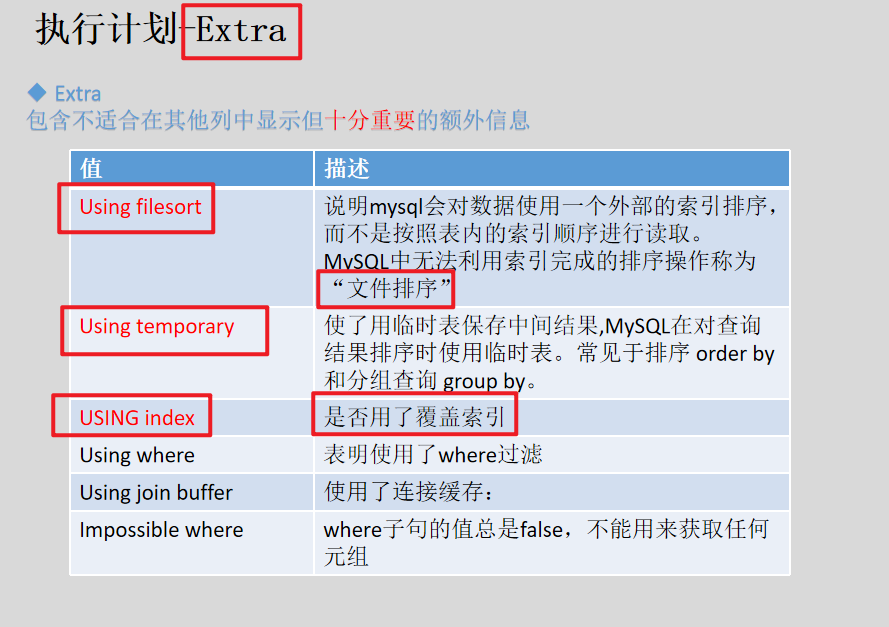 执行计划-Extra
Extra
包含不适合在其他列中显示但十分重要的额外信息
值
描述
Using filesort
说明mysql会对数据使用一个外部的索引排序，
而不是按照表内的索引顺序进行读取。
MySQL中无法利用索引完成的排序操作称为
“文件排序”
Using temporary
使了用临时表保存中间结果,MySQL在对查询
结果排序时使用临时表。常见于排序 order by
和分组查询 group by。
USING index
是否用了覆盖索引
Using where
表明使用了where过滤
Using join buffer
使用了连接缓存：
Impossible where
where子句的值总是false，不能用来获取任何
元组